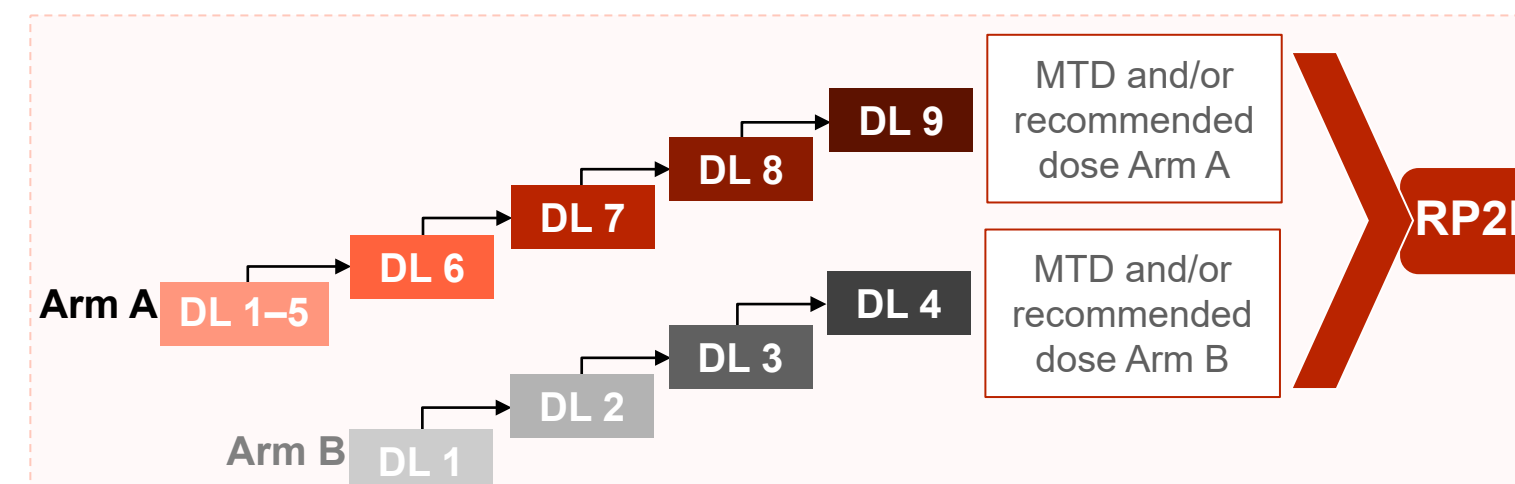 MTD and/or
recommended
dose Arm A
DL 9
DL 8
DL 7
DL 6
Arm A
DL 1–5
RP2
MTD and/or
recommended
dose Arm B
DL 4
DL 3
DL 2
Arm B
DL 1